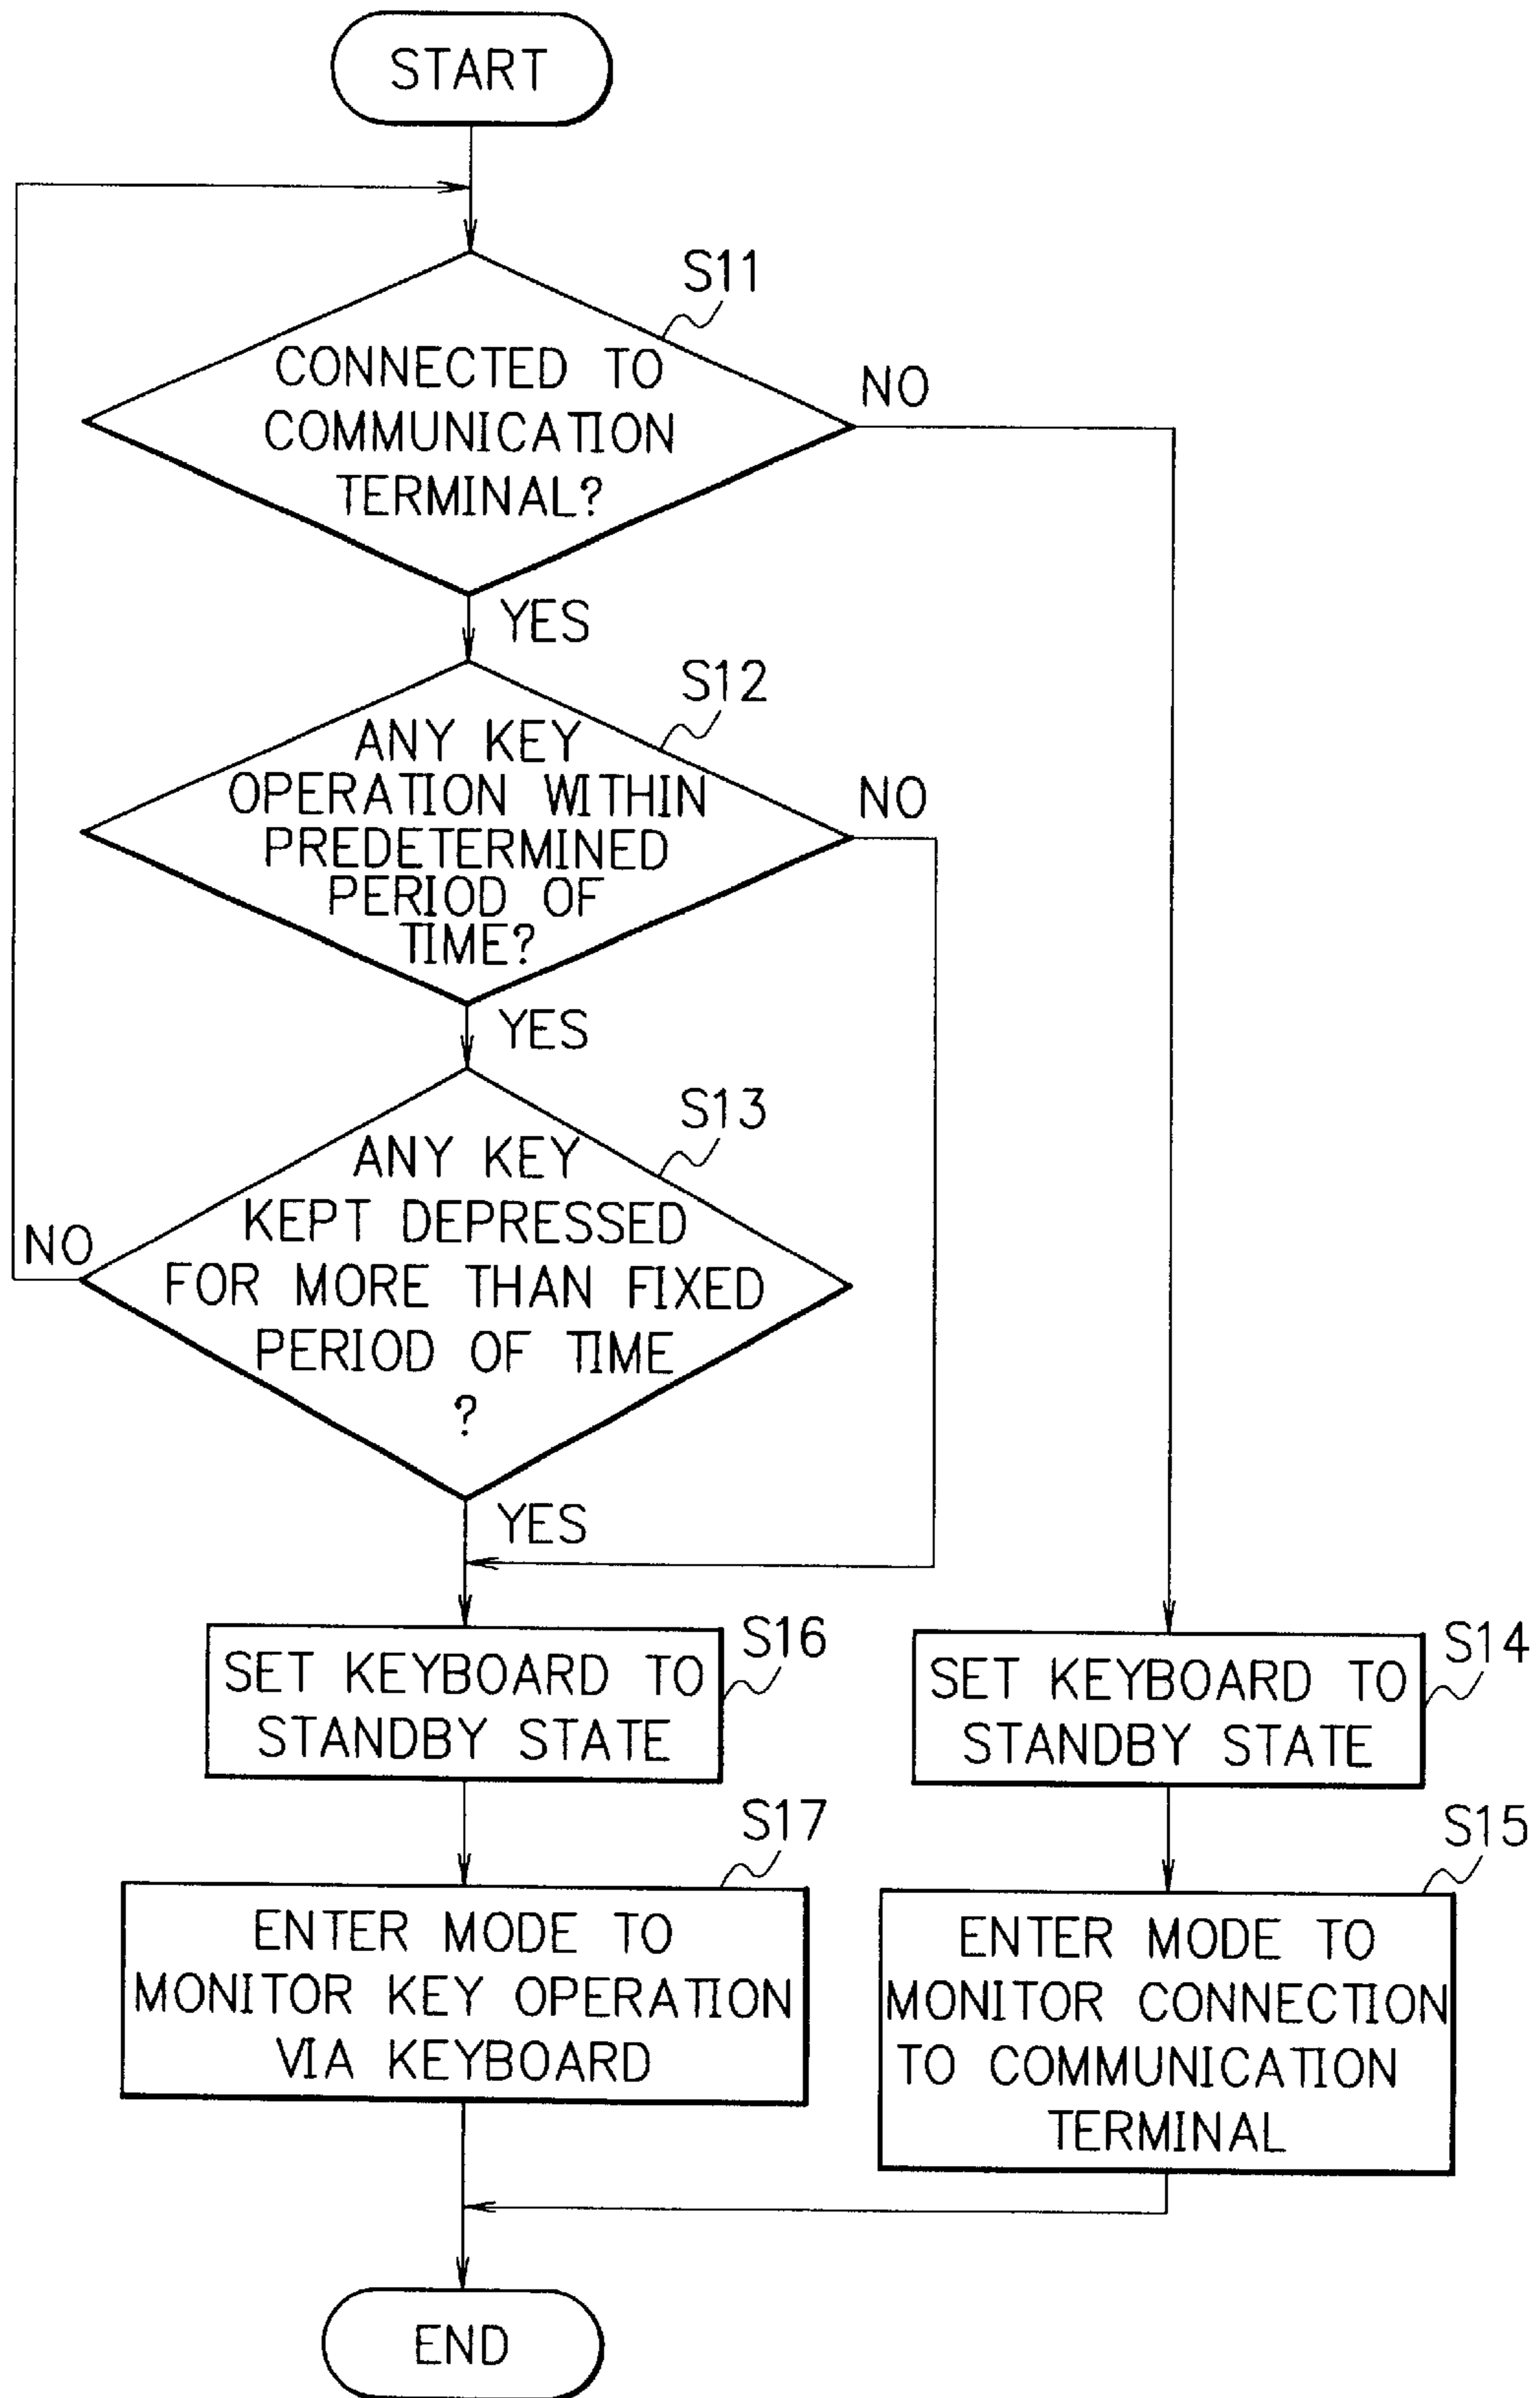 START
S11
CONNECTED TO
COMMUNICATION
TERMINAL?
NO
YES
S12
ANY KEY
OPERATION WITHIN
PREDETERMINED
PERIOD OF
TIME?
NO
YES
S13
ANY KEY
KEPT DEPRESSED
FOR MORE THAN FIXED
PERIOD OF TIME
?
NO
YES
S16
SET KEYBOARD TO
STANDBY STATE
S14
SET KEYBOARD TO
STANDBY STATE
S17
ENTER MODE TO
MONITOR KEY OPERATION
VIA KEYBOARD
S15
ENTER MODE TO
MONITOR CONNECTION
TO COMMUNICATION
TERMINAL
END